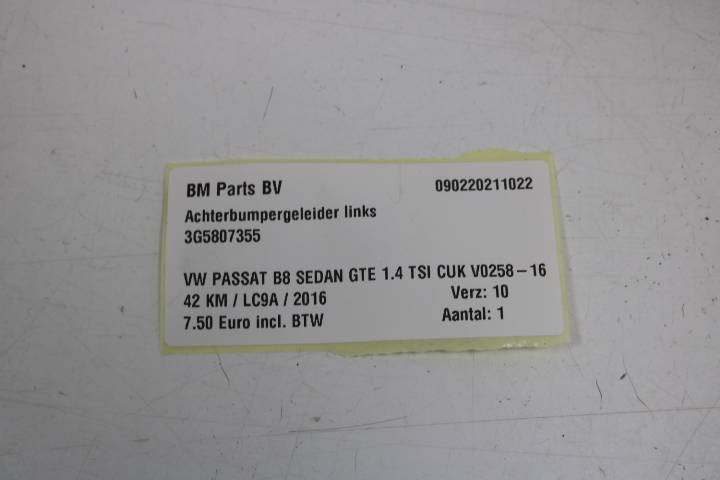 BM Parts BV 090220211022
Achterbumpergeleider links
3G5807355
VW PASSAT B8 SEDAN GTE 1.4 TSI CUK V0258-16
42 KM / LC9A / 2016 Verz: 10
7.50 Euro incl. BTW Aantal: 1